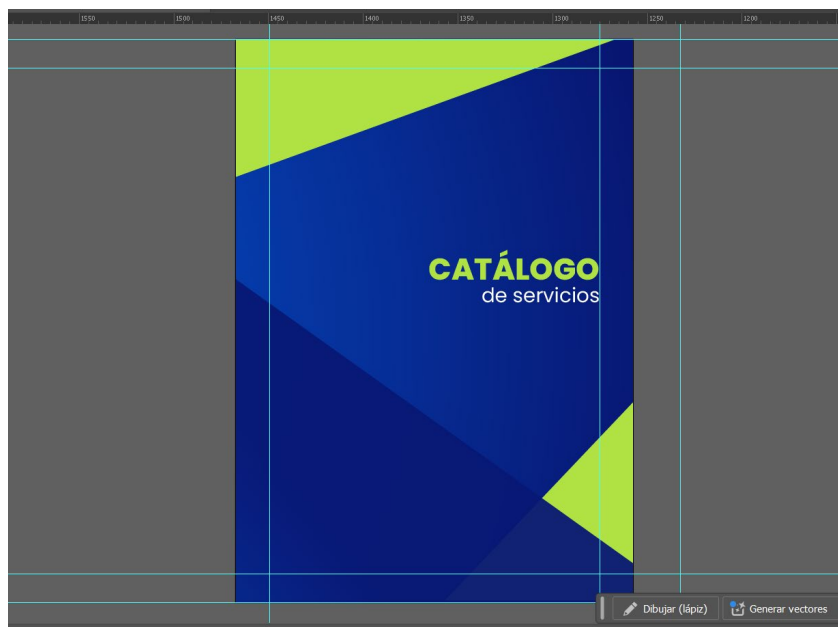 1550 1500 1450 1400 1350 1300 1250 1200
CATÁLOGO
de servicios
Dibujar (lápiz) Generar vectores